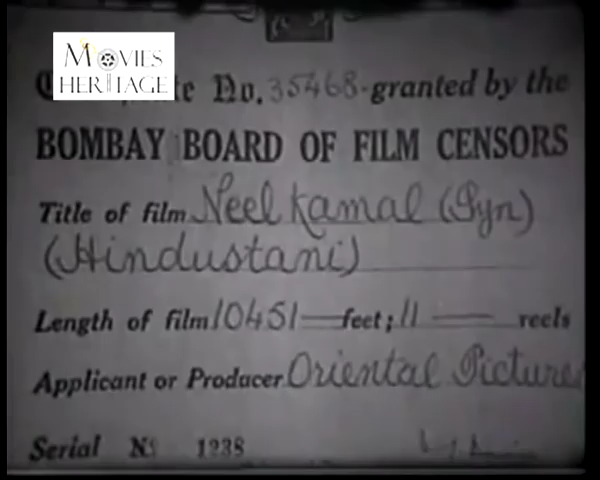 MOVIES
HERITAGE
No. 35468 granted by the
BOMBAY BOARD OF FILM CENSORS
Title of film Neel Kamal (Syn)
(Hindustani)
Length of film 10451 feet; 11 reels
Applicant or Producer Oriental Picture
Serial No 1238